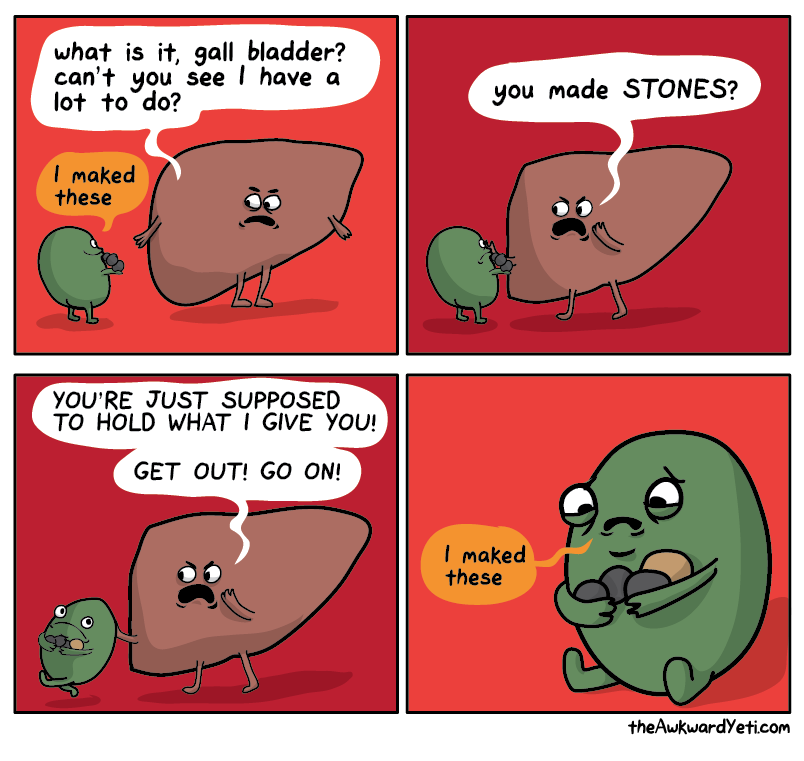 what is it, gall bladder?
can't you see I have a
lot to do?
I maked
these
you made STONES?
YOU'RE JUST SUPPOSED
TO HOLD WHAT I GIVE YOU!
GET OUT! GO ON!
I maked
these
theAwkwardYeti.com